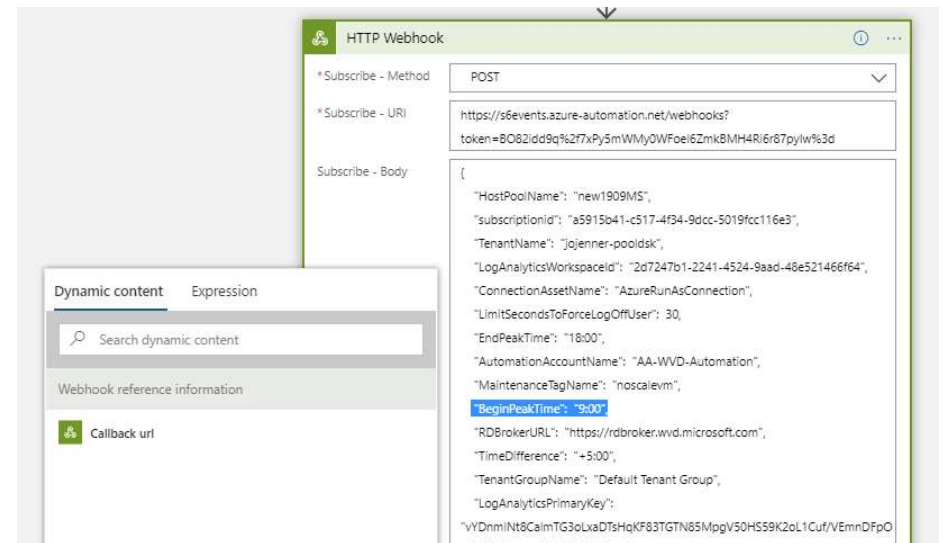 HTTP Webhook
*Subscribe - Method
POST
*Subscribe - URI
https://s6events.azure-automation.net/webhooks?
token=BO82idd9q%2f7xPy5mWMy0WFoeI6ZmkBMH4Ri6r87pylw%3d
Subscribe - Body
{
"HostPoolName": "new1909MS",
"subscriptionid": "a5915b41-c517-4f34-9dcc-5019fcc116e3",
"TenantName": "jojenner-pooldsk",
"LogAnalyticsWorkspaceId": "2d7247b1-2241-4524-9aad-48e521466f64",
"ConnectionAssetName": "AzureRunAsConnection",
"LimitSecondsToForceLogOffUser": 30,
"EndPeakTime": "18:00",
"AutomationAccountName": "AA-WVD-Automation",
"MaintenanceTagName": "noscalevm",
"BeginPeakTime": "9:00",
"RDBrokerURL": "https://rdbroker.wvd.microsoft.com",
"TimeDifference": "+5:00",
"TenantGroupName": "Default Tenant Group",
"LogAnalyticsPrimaryKey":
"vYDnmINt8CaImTG3oLxaDTsHqKF83TGTN85MpgV50HS59K2oL1Cuf/VEmnDFpO
Dynamic content
Expression
Search dynamic content
Webhook reference information
Callback url